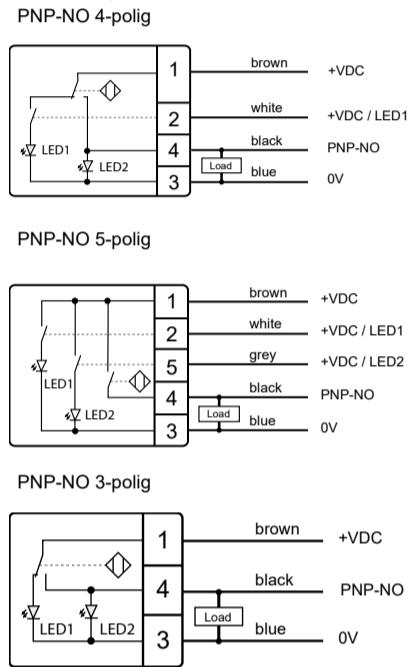 PNP-NO 4-polig
1 brown +VDC
2 white +VDC / LED1
4 black PNP-NO
LED1 LED2 Load
3 blue 0V
PNP-NO 5-polig
1 brown +VDC
2 white +VDC / LED1
5 grey +VDC / LED2
LED1
4 black PNP-NO
LED2 Load
3 blue 0V
PNP-NO 3-polig
1 brown +VDC
4 black PNP-NO
LED1 LED2 Load
3 blue 0V